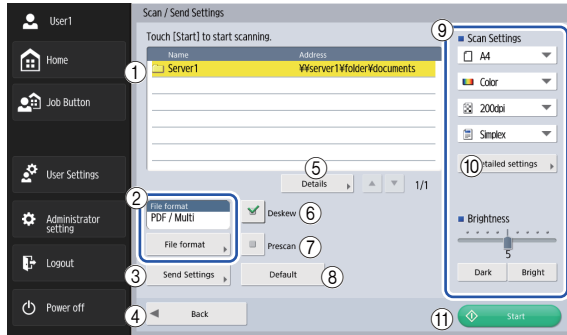 User1
Home
Job Button
User Settings
Administrator
setting
Logout
Power off
Scan / Send Settings
Touch [Start] to start scanning.
Name Address
① Server1 ¥¥server1¥folder¥documents
⑤
Details 1/1
②
File format
PDF / Multi
File format
Deskew ⑥
Prescan ⑦
③ Send Settings Default ⑧
④ Back
⑨
Scan Settings
A4
Color
200dpi
Simplex
⑩ etailed settings
Brightness
5
Dark Bright
⑪ Start